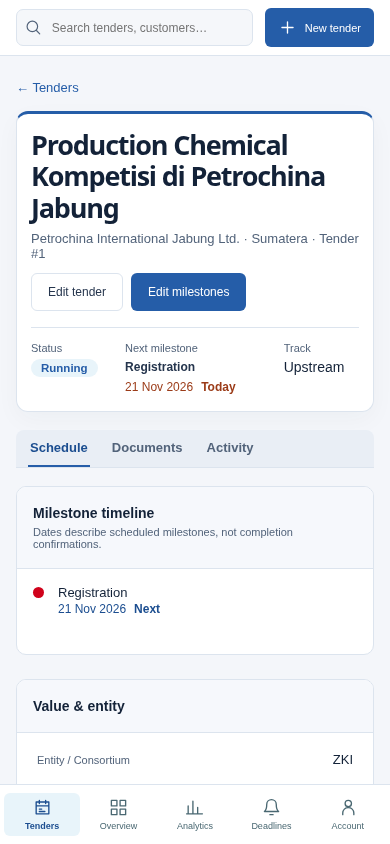 Search tenders, customers…
New tender
← Tenders
Production Chemical
Kompetisi di Petrochina
Jabung
Petrochina International Jabung Ltd. · Sumatera · Tender
#1
Edit tender
Edit milestones
Status
Next milestone
Track
Running
Registration
Upstream
21 Nov 2026 Today
Schedule Documents Activity
Milestone timeline
Dates describe scheduled milestones, not completion
confirmations.
Registration
21 Nov 2026 Next
Value & entity
Entity / Consortium ZKI
Tenders Overview Analytics Deadlines Account